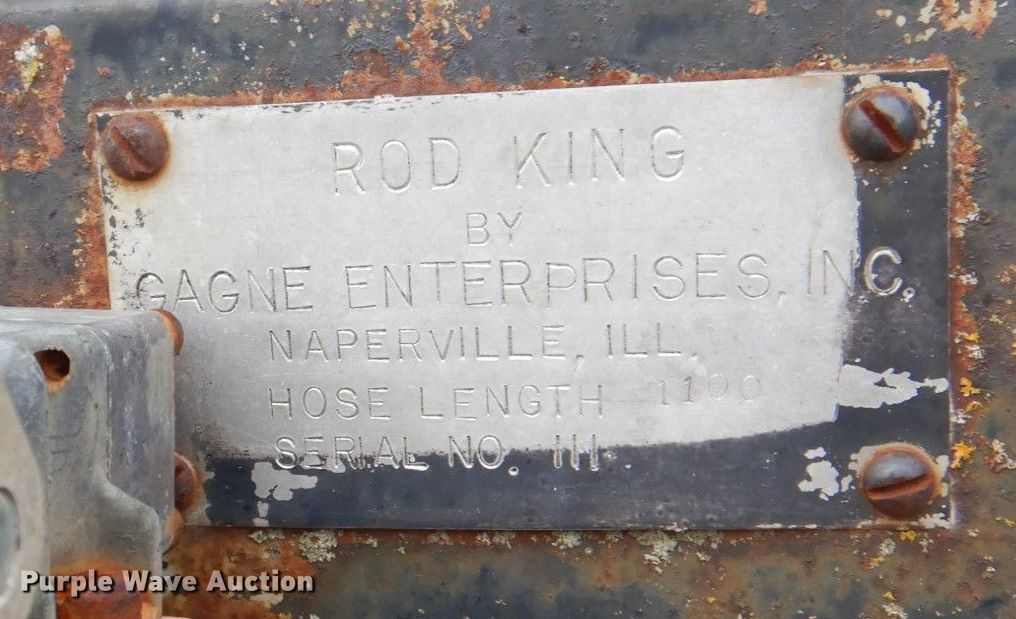 ROD KING
BY
GAGNE ENTERPRISES, INC.
NAPERVILLE, ILL.
HOSE LENGTH 1100
SERIAL NO. 111.
Purple Wave Auction